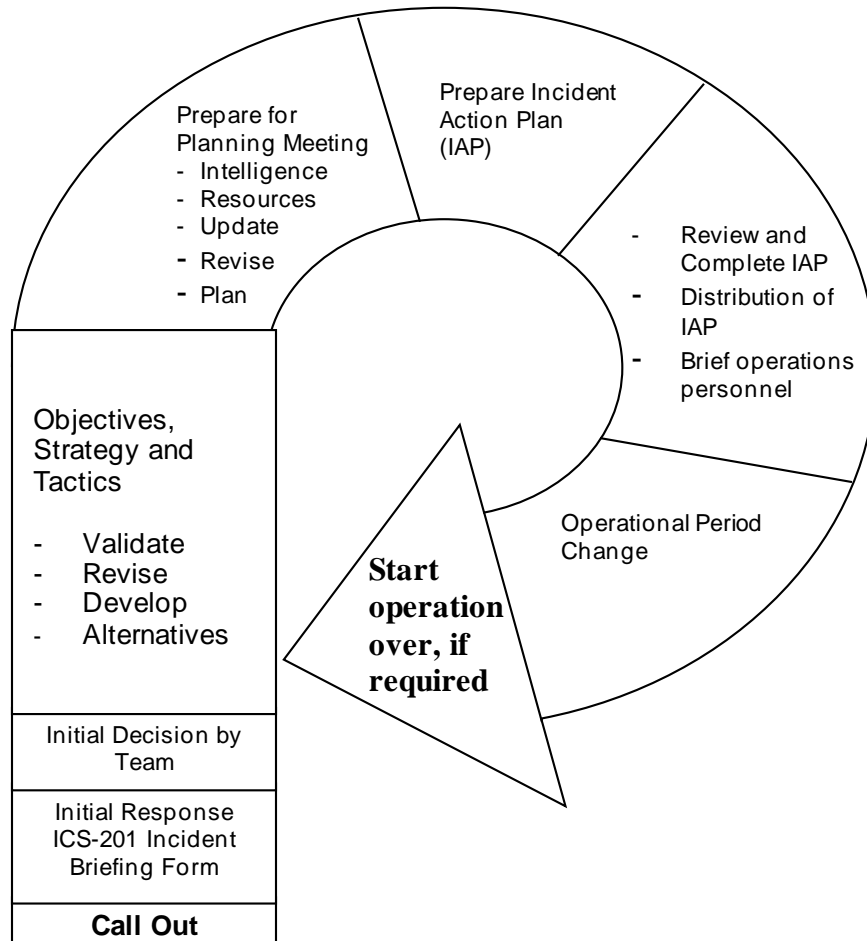 Prepare for
Planning Meeting
- Intelligence
- Resources
- Update
- Revise
- Plan
Prepare Incident
Action Plan
(IAP)
- Review and
Complete IAP
- Distribution of
IAP
- Brief operations
personnel
Operational Period
Change
Start
operation
over, if
required
Objectives,
Strategy and
Tactics
- Validate
- Revise
- Develop
- Alternatives
Initial Decision by
Team
Initial Response
ICS-201 Incident
Briefing Form
Call Out